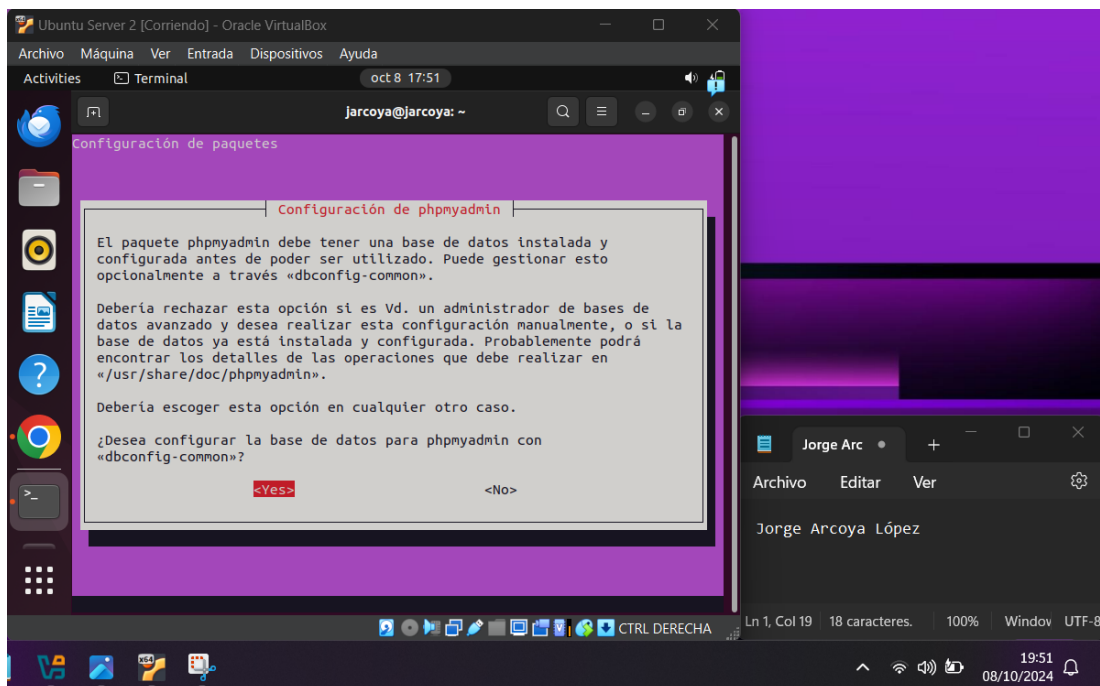 Ubuntu Server 2 [Corriendo] - Oracle VirtualBox
Archivo Máquina Ver Entrada Dispositivos Ayuda
Activities Terminal oct 8 17:51
jarcoya@jarcoya: ~
Configuración de paquetes
Configuración de phpmyadmin
El paquete phpmyadmin debe tener una base de datos instalada y
configurada antes de poder ser utilizado. Puede gestionar esto
opcionalmente a través «dbconfig-common».
Debería rechazar esta opción si es Vd. un administrador de bases de
datos avanzado y desea realizar esta configuración manualmente, o si la
base de datos ya está instalada y configurada. Probablemente podrá
encontrar los detalles de las operaciones que debe realizar en
«/usr/share/doc/phpmyadmin».
Debería escoger esta opción en cualquier otro caso.
¿Desea configurar la base de datos para phpmyadmin con
«dbconfig-common»?
<Yes> <No>
CTRL DERECHA
Jorge Arc
Archivo Editar Ver
Jorge Arcoya López
Ln 1, Col 19 18 caracteres. 100% Window UTF-8
x64
19:51
08/10/2024